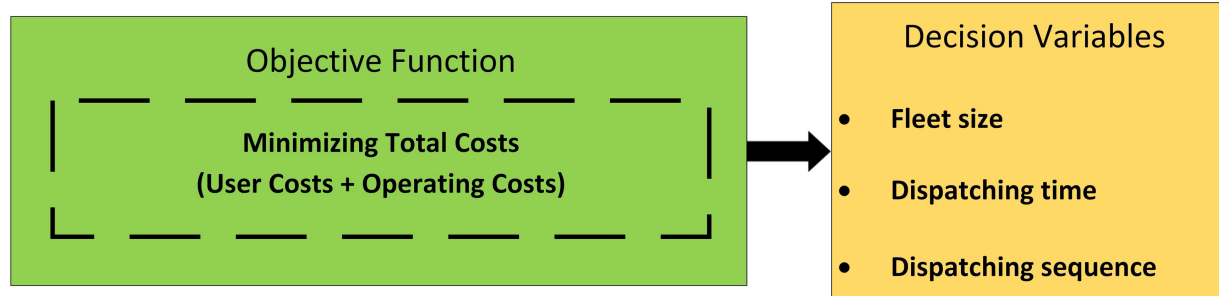 Objective Function
Minimizing Total Costs
(User Costs + Operating Costs)
Decision Variables
• Fleet size
• Dispatching time
• Dispatching sequence